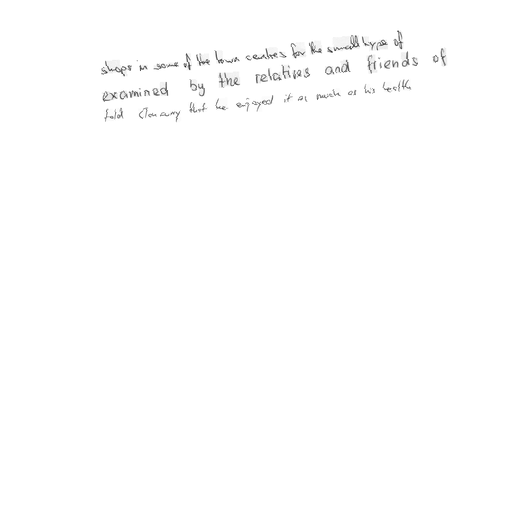 shops in some of the town centres for the small type of
examined by the relatives and friends of
told Clancy that he enjoyed it as much as his health